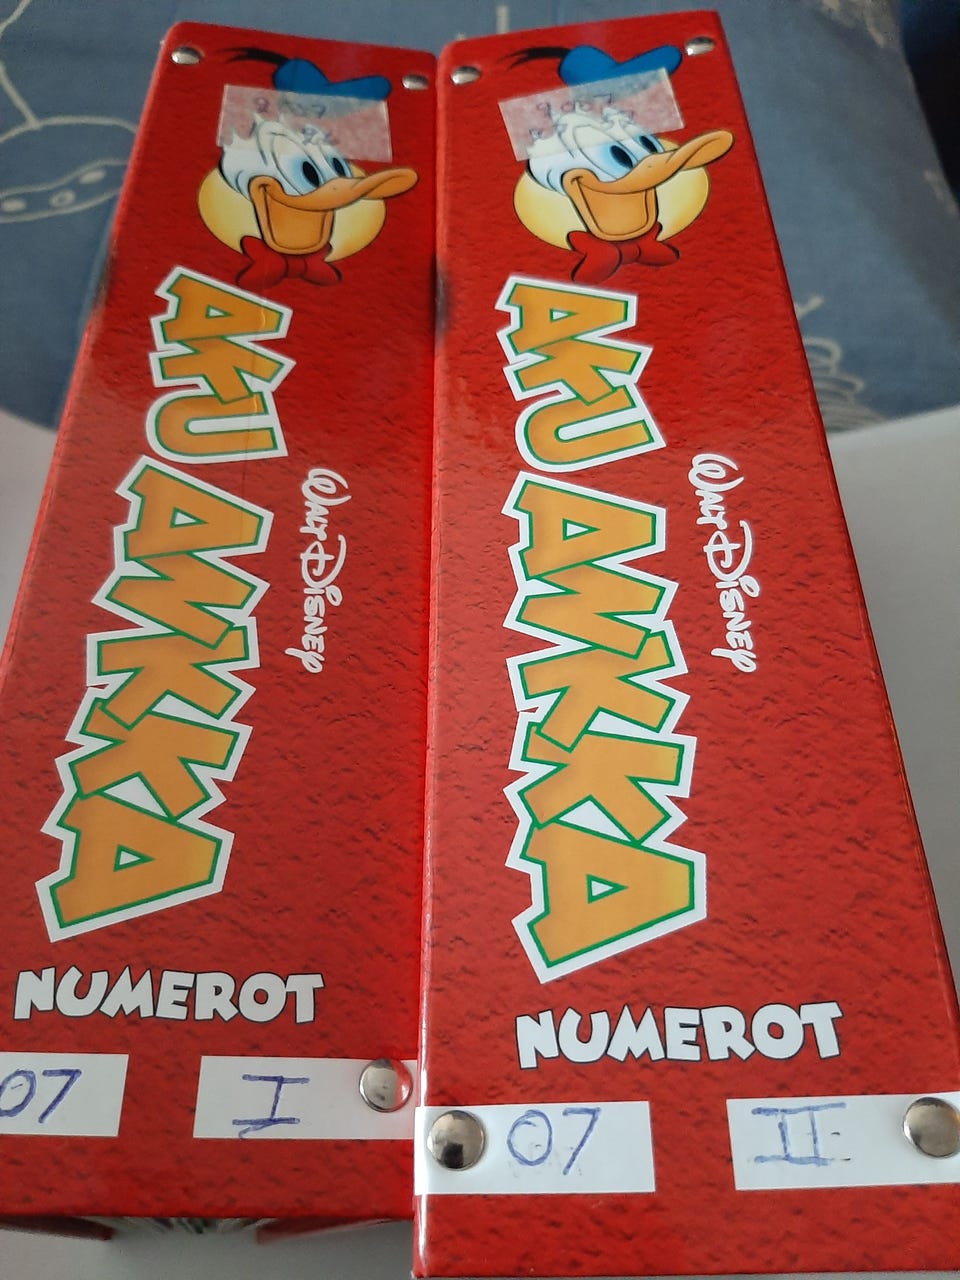 AKU ANKKA
WALT DISNEY
NUMEROT
07 I
AKU ANKKA
WALT DISNEY
NUMEROT
07 II